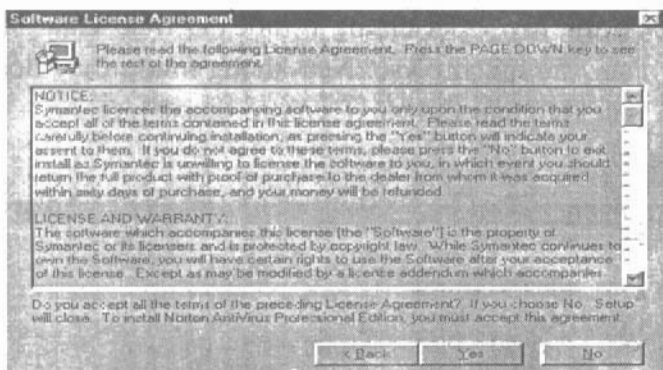 Software License Agreement
Please read the following License Agreement. Press the PAGE DOWN key to see
the rest of the agreement.
NOTICE:
Symantec licenses the accompanying software to you only upon the condition that you
accept all of the terms contained in this license agreement. Please read the terms
carefully before continuing installation, as pressing the "Yes" button will indicate your
assent to them. If you do not agree to these terms, please press the "No" button to exit
install as Symantec is unwilling to license the software to you, in which event you should
return the full product with proof of purchase to the dealer from whom it was acquired
within sixty days of purchase, and your money will be refunded.
LICENSE AND WARRANTY:
The software which accompanies this license (the "Software") is the property of
Symantec or its licensors and is protected by copyright law. While Symantec continues to
own the Software, you will have certain rights to use the Software after your acceptance
of this license. Except as may be modified by a license addendum which accompanies
Do you accept all the terms of the preceding License Agreement? If you choose No, Setup
will close. To install Norton AntiVirus Professional Edition, you must accept this agreement.
< Back
Yes
No